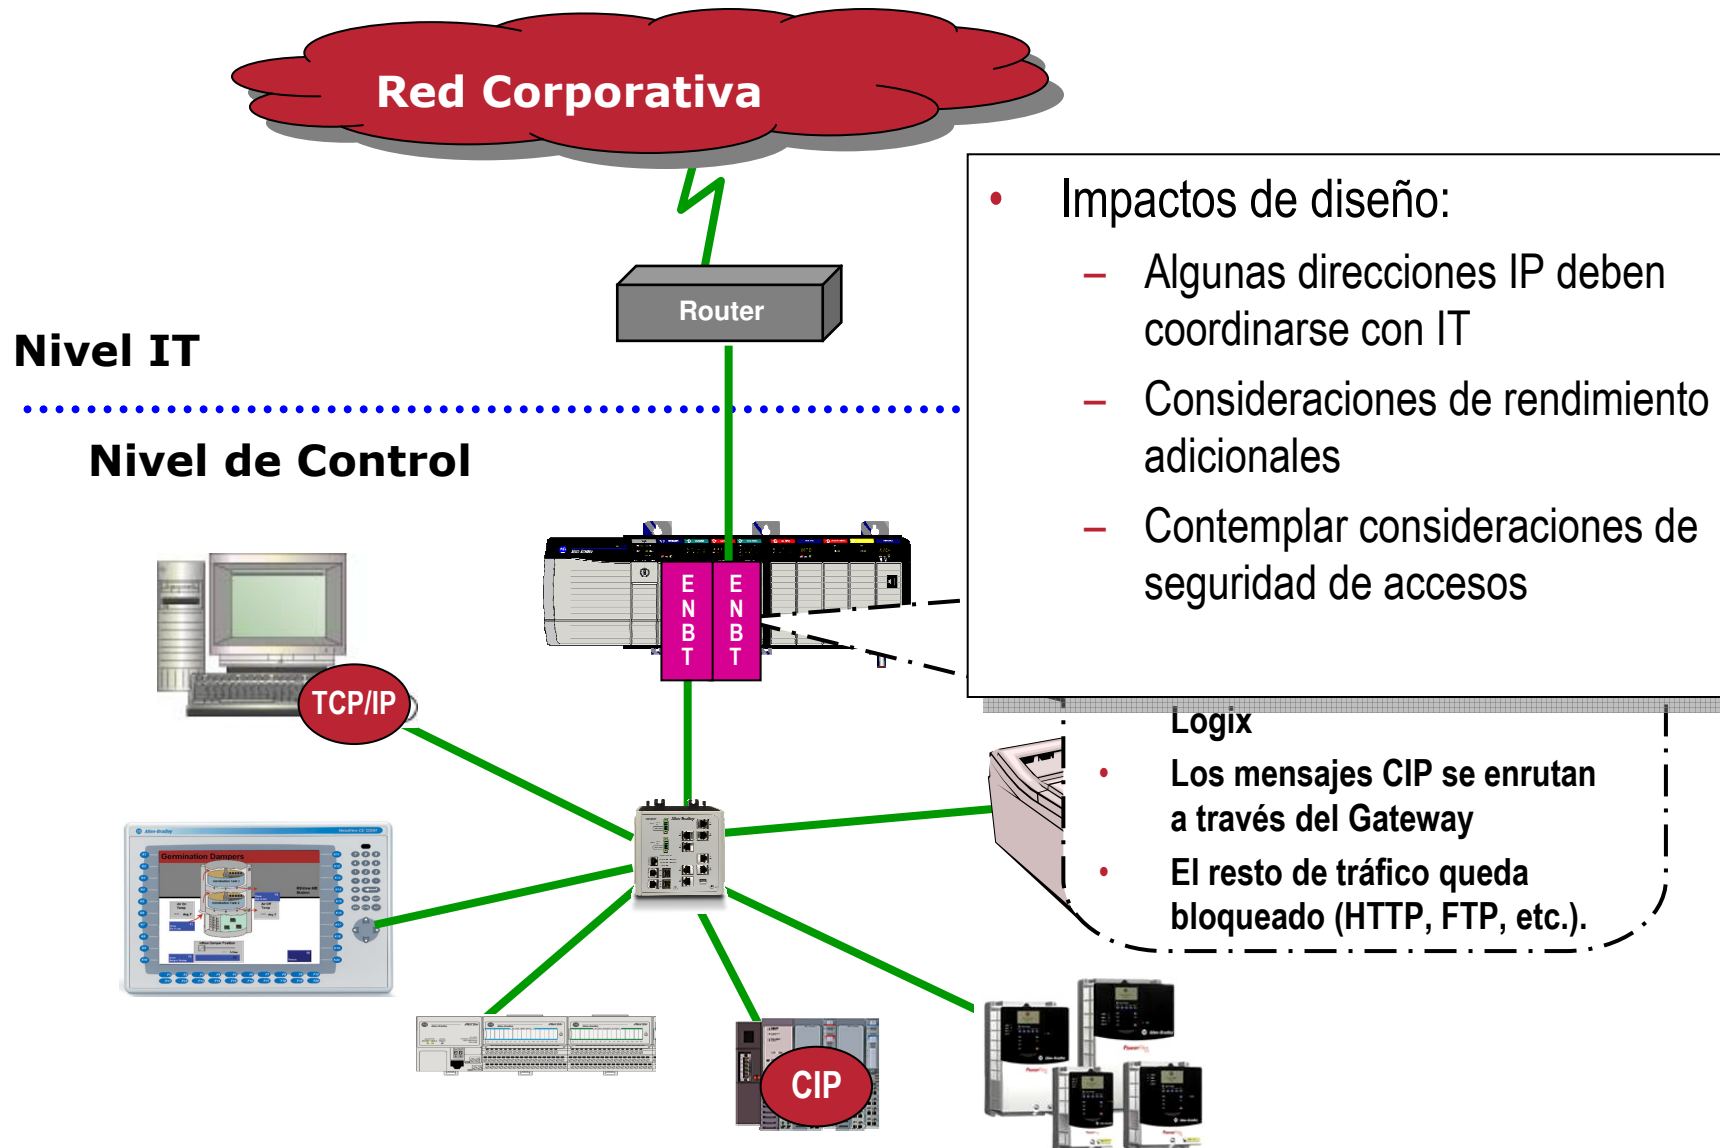 Red Corporativa
Router
Nivel IT
Nivel de Control
• Impactos de diseño:
– Algunas direcciones IP deben
coordinarse con IT
– Consideraciones de rendimiento
adicionales
– Contemplar consideraciones de
seguridad de accesos
E
N
B
T
E
N
B
T
TCP/IP
Logix
• Los mensajes CIP se enrutan
a través del Gateway
• El resto de tráfico queda
bloqueado (HTTP, FTP, etc.).
Allen-Bradley
Germination Dampers
CIP